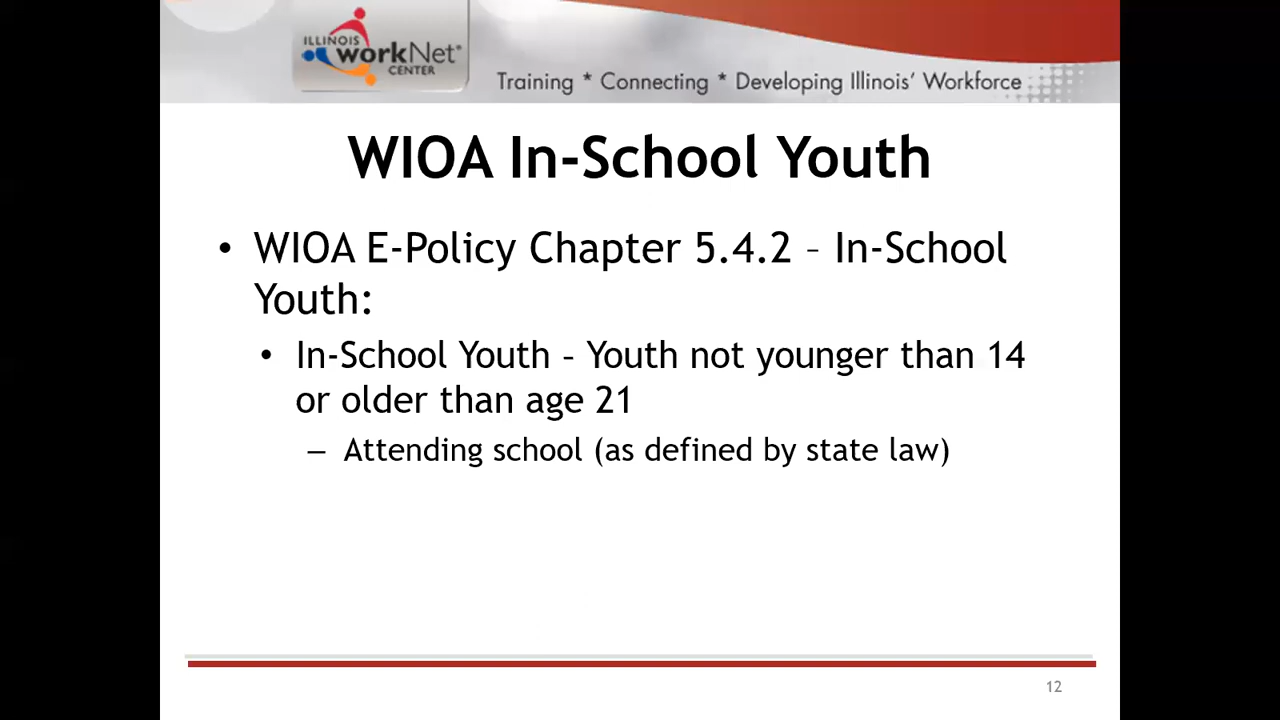 ILLINOIS
workNet®
CENTER
Training * Connecting * Developing Illinois’ Workforce
WIOA In-School Youth
• WIOA E-Policy Chapter 5.4.2 – In-School
Youth:
• In-School Youth – Youth not younger than 14
or older than age 21
– Attending school (as defined by state law)
12